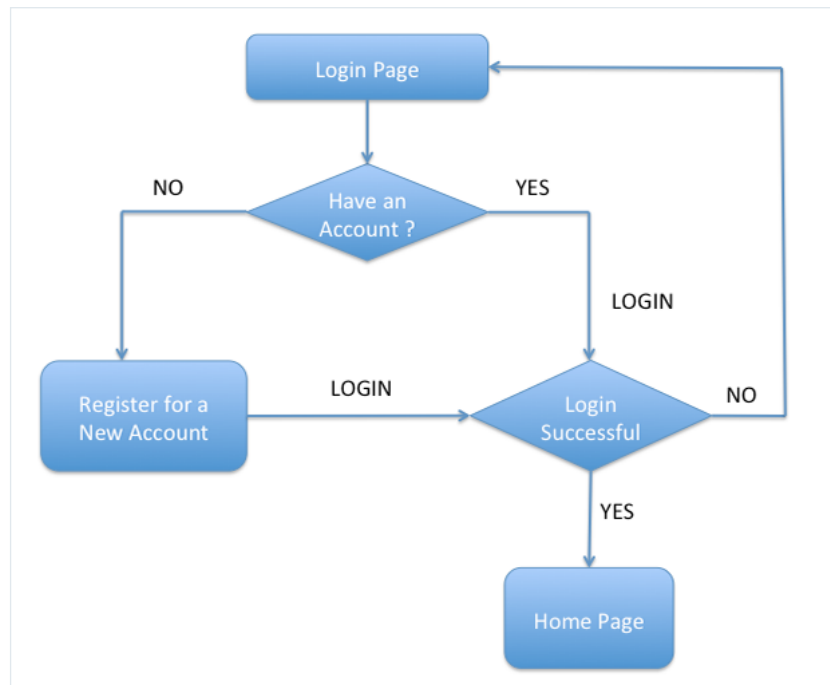 Login Page
NO
YES
Have an
Account ?
LOGIN
Register for a
New Account
LOGIN
Login
Successful
NO
YES
Home Page